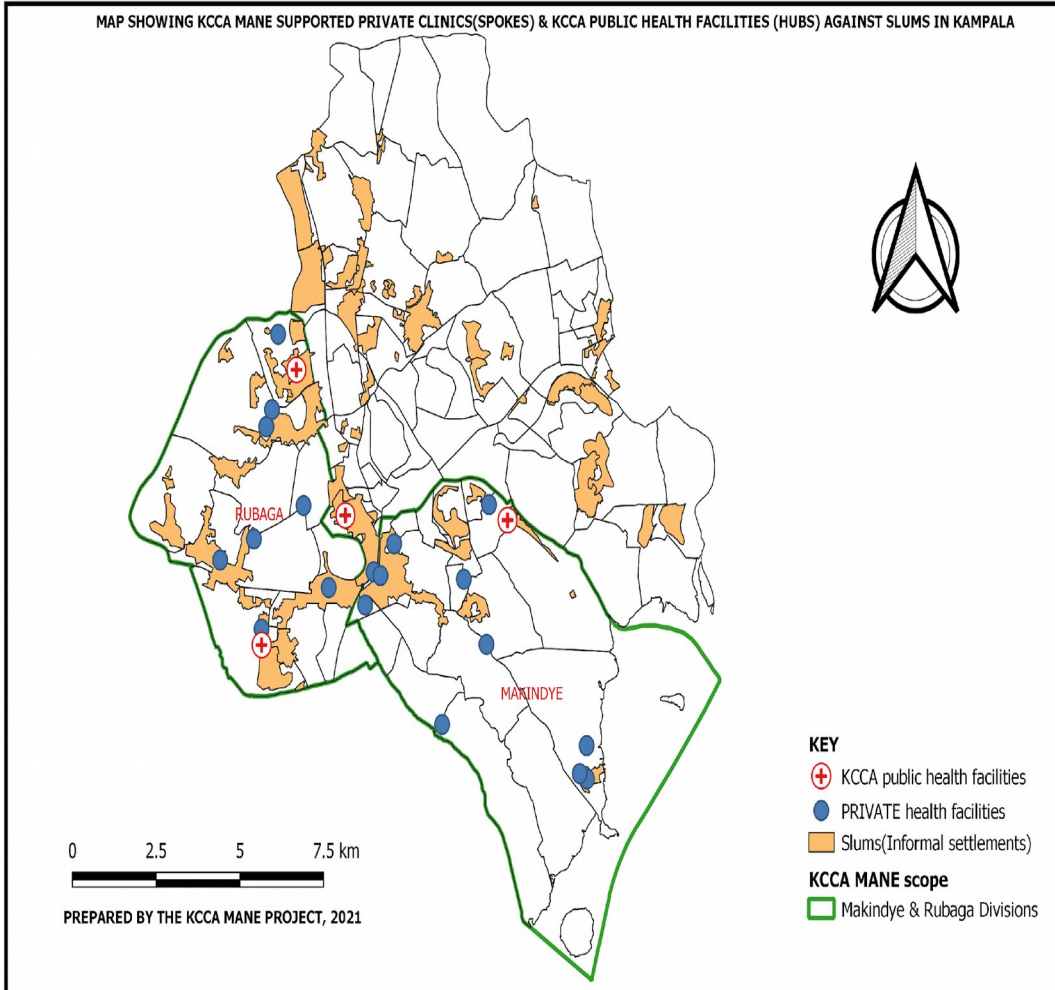 MAP SHOWING KCCA MANE SUPPORTED PRIVATE CLINICS(SPOKES) & KCCA PUBLIC HEALTH FACILITIES (HUBS) AGAINST SLUMS IN KAMPALA
RUBAGA
MAKINDYE
KEY
KCCA public health facilities
PRIVATE health facilities
Slums(Informal settlements)
KCCA MANE scope
Makindye & Rubaga Divisions
0 2.5 5 7.5 km
PREPARED BY THE KCCA MANE PROJECT, 2021